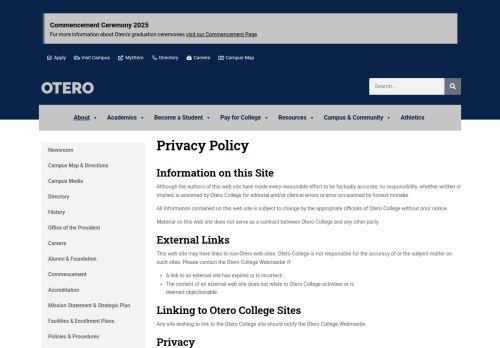 Commencement Ceremony 2025
For more information about Otero's graduation ceremonies visit our Commencement Page
Apply
Visit Campus
MyOtero
Directory
Careers
Campus Map
OTERO
Search...
About
Academics
Become a Student
Pay for College
Resources
Campus & Community
Athletics
Newsroom
Campus Map & Directions
Campus Media
Directory
History
Office of the President
Careers
Alumni & Foundation
Commencement
Accreditation
Mission Statement & Strategic Plan
Facilities & Enrollment Plans
Policies & Procedures
Privacy Policy
Information on this Site
Although the authors of this web site have made every reasonable effort to be factually accurate, no responsibility, whether written or
implied, is assumed by Otero College for editorial and/or clerical errors or error occasioned by honest mistake.
All information contained on this web site is subject to change by the appropriate officials of Otero College without prior notice.
Material on this web site does not serve as a contract between Otero College and any other party.
External Links
This web site may have links to non-Otero web sites. Otero College is not responsible for the accuracy of or the subject matter on
such sites. Please contact the Otero College Webmaster if:
A link to an external site has expired or is incorrect;
The content of an external web site does not relate to Otero College activities or is
deemed objectionable.
Linking to Otero College Sites
Any site wishing to link to the Otero College site should notify the Otero College Webmaster.
Privacy